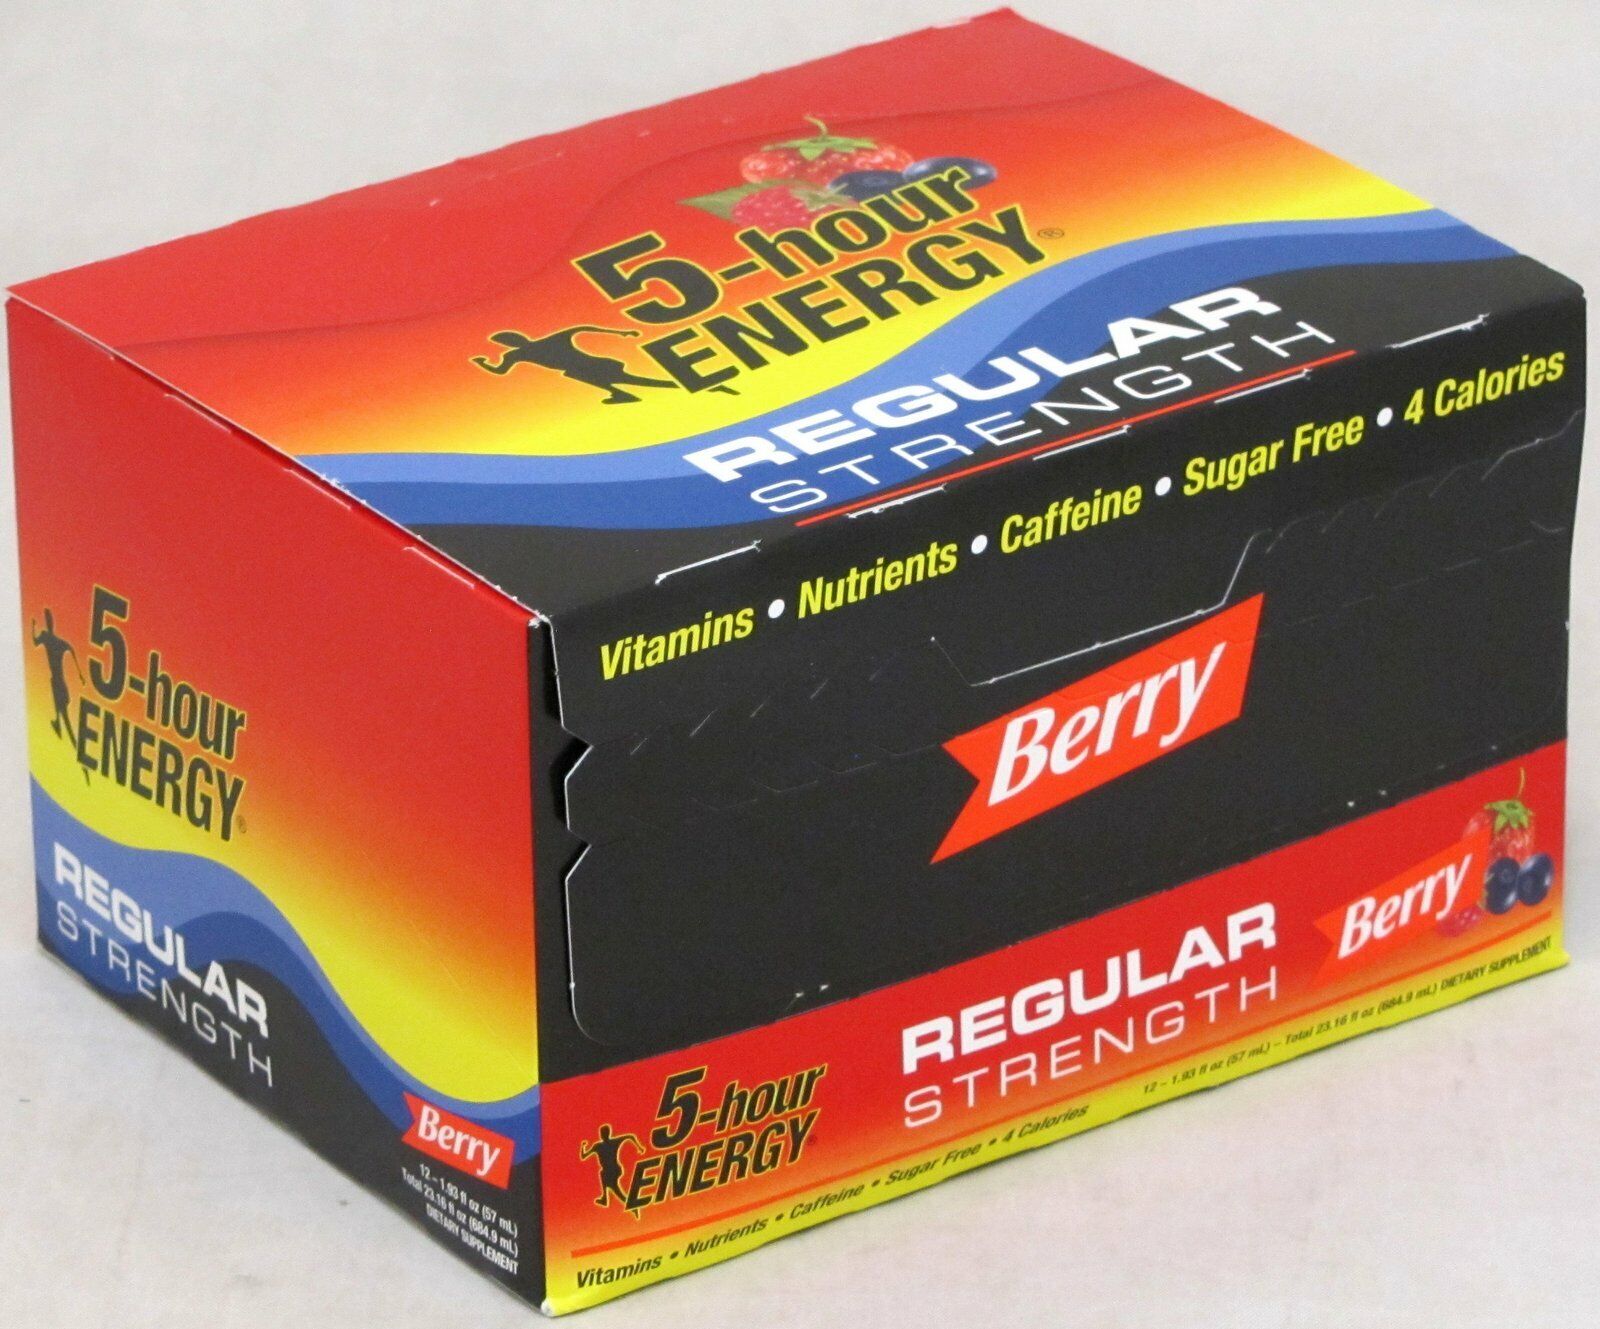 5-hour
ENERGY®
REGULAR
STRENGTH
Vitamins • Nutrients • Caffeine • Sugar Free • 4 Calories
Berry
5-hour
ENERGY®
REGULAR
STRENGTH
Berry
12 – 1.93 fl oz (57 mL)
Total 23.16 fl oz (684.9 mL)
DIETARY SUPPLEMENT
5-hour
ENERGY®
REGULAR
STRENGTH
Berry
Vitamins • Nutrients • Caffeine • Sugar Free • 4 Calories
12 – 1.93 fl oz (57 mL) – Total 23.16 fl oz (684.9 mL) DIETARY SUPPLEMENT